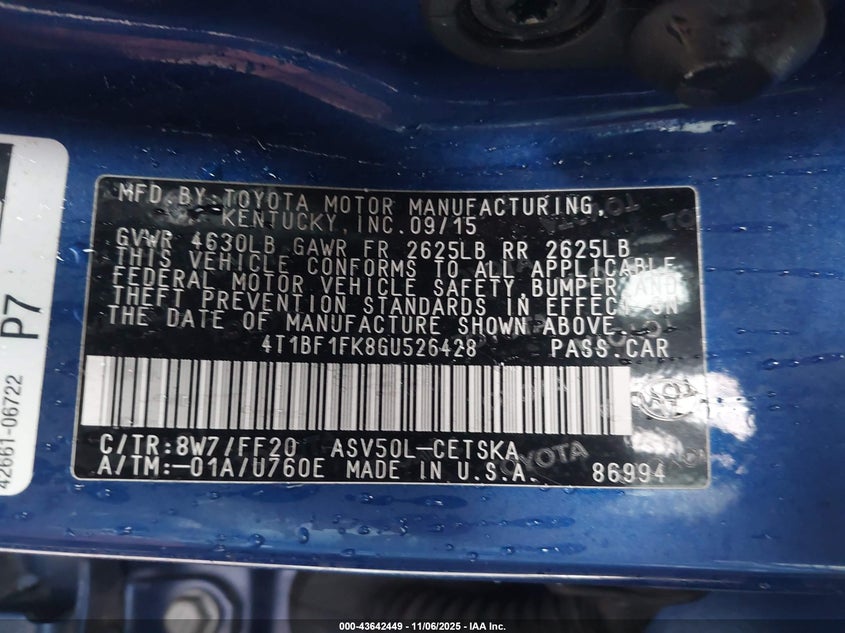 MFD. BY: TOYOTA MOTOR MANUFACTURING,
KENTUCKY, INC. 09/15
GVWR 4630LB GAWR FR 2625LB RR 2625LB
THIS VEHICLE CONFORMS TO ALL APPLICABLE
FEDERAL MOTOR VEHICLE SAFETY, BUMPER, AND
THEFT PREVENTION STANDARDS IN EFFECT ON
THE DATE OF MANUFACTURE SHOWN ABOVE.
4T1BF1FK8GU526428 PASS. CAR
C/TR: 8W7/FF20 ASV50L-CETSKA
A/TM: -01A/U760E MADE IN U.S.A. 86994
TOYOTA
P7
42661-06722
000-43642449 - 11/06/2025 - IAA Inc.